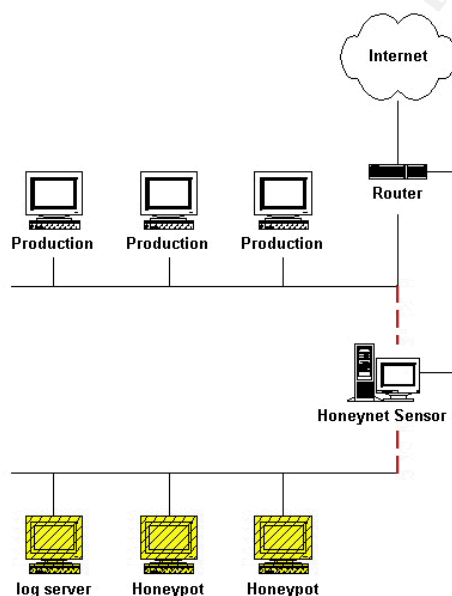 Internet
Router
Production Production Production
Honeynet Sensor
log server Honeypot Honeypot